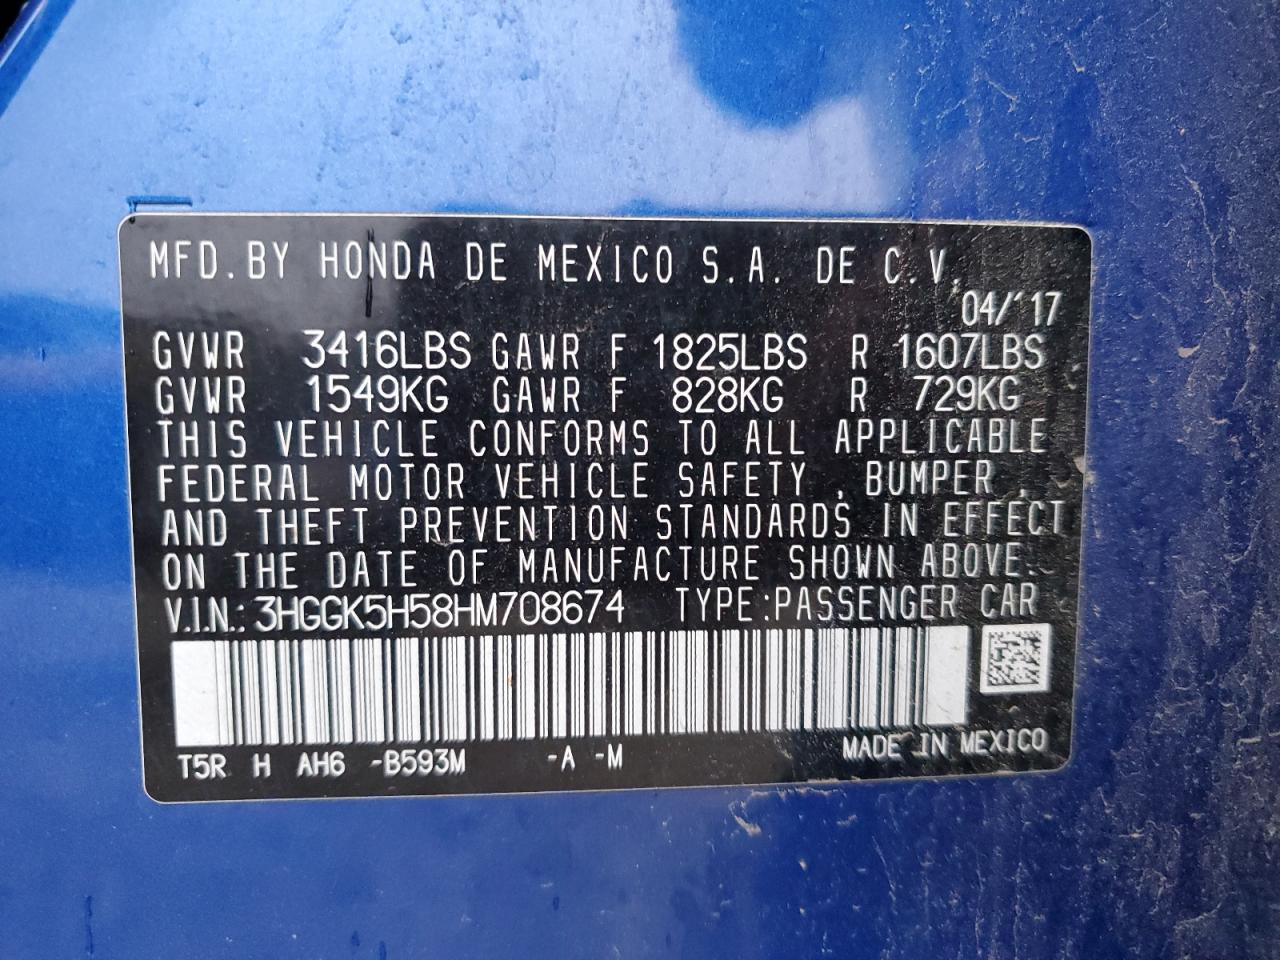 MFD.BY HONDA DE MEXICO S.A. DE C.V.
04/'17
GVWR 3416LBS GAWR F 1825LBS R 1607LBS
GVWR 1549KG GAWR F 828KG R 729KG
THIS VEHICLE CONFORMS TO ALL APPLICABLE
FEDERAL MOTOR VEHICLE SAFETY , BUMPER ,
AND THEFT PREVENTION STANDARDS IN EFFECT
ON THE DATE OF MANUFACTURE SHOWN ABOVE.
V.I.N.: 3HGGK5H58HM708674 TYPE:PASSENGER CAR
T5R H AH6 -B593M -A -M MADE IN MEXICO